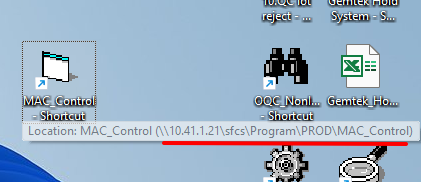 10.QC lot
reject - ...
Gemtek Hold
System - S...
MAC_Control
- Shortcut
OQC_Nonl...
- Shortcut
Gemtek_Ho...
Location: MAC_Control (\\10.41.1.21\sfcs\Program\PROD\MAC_Control)